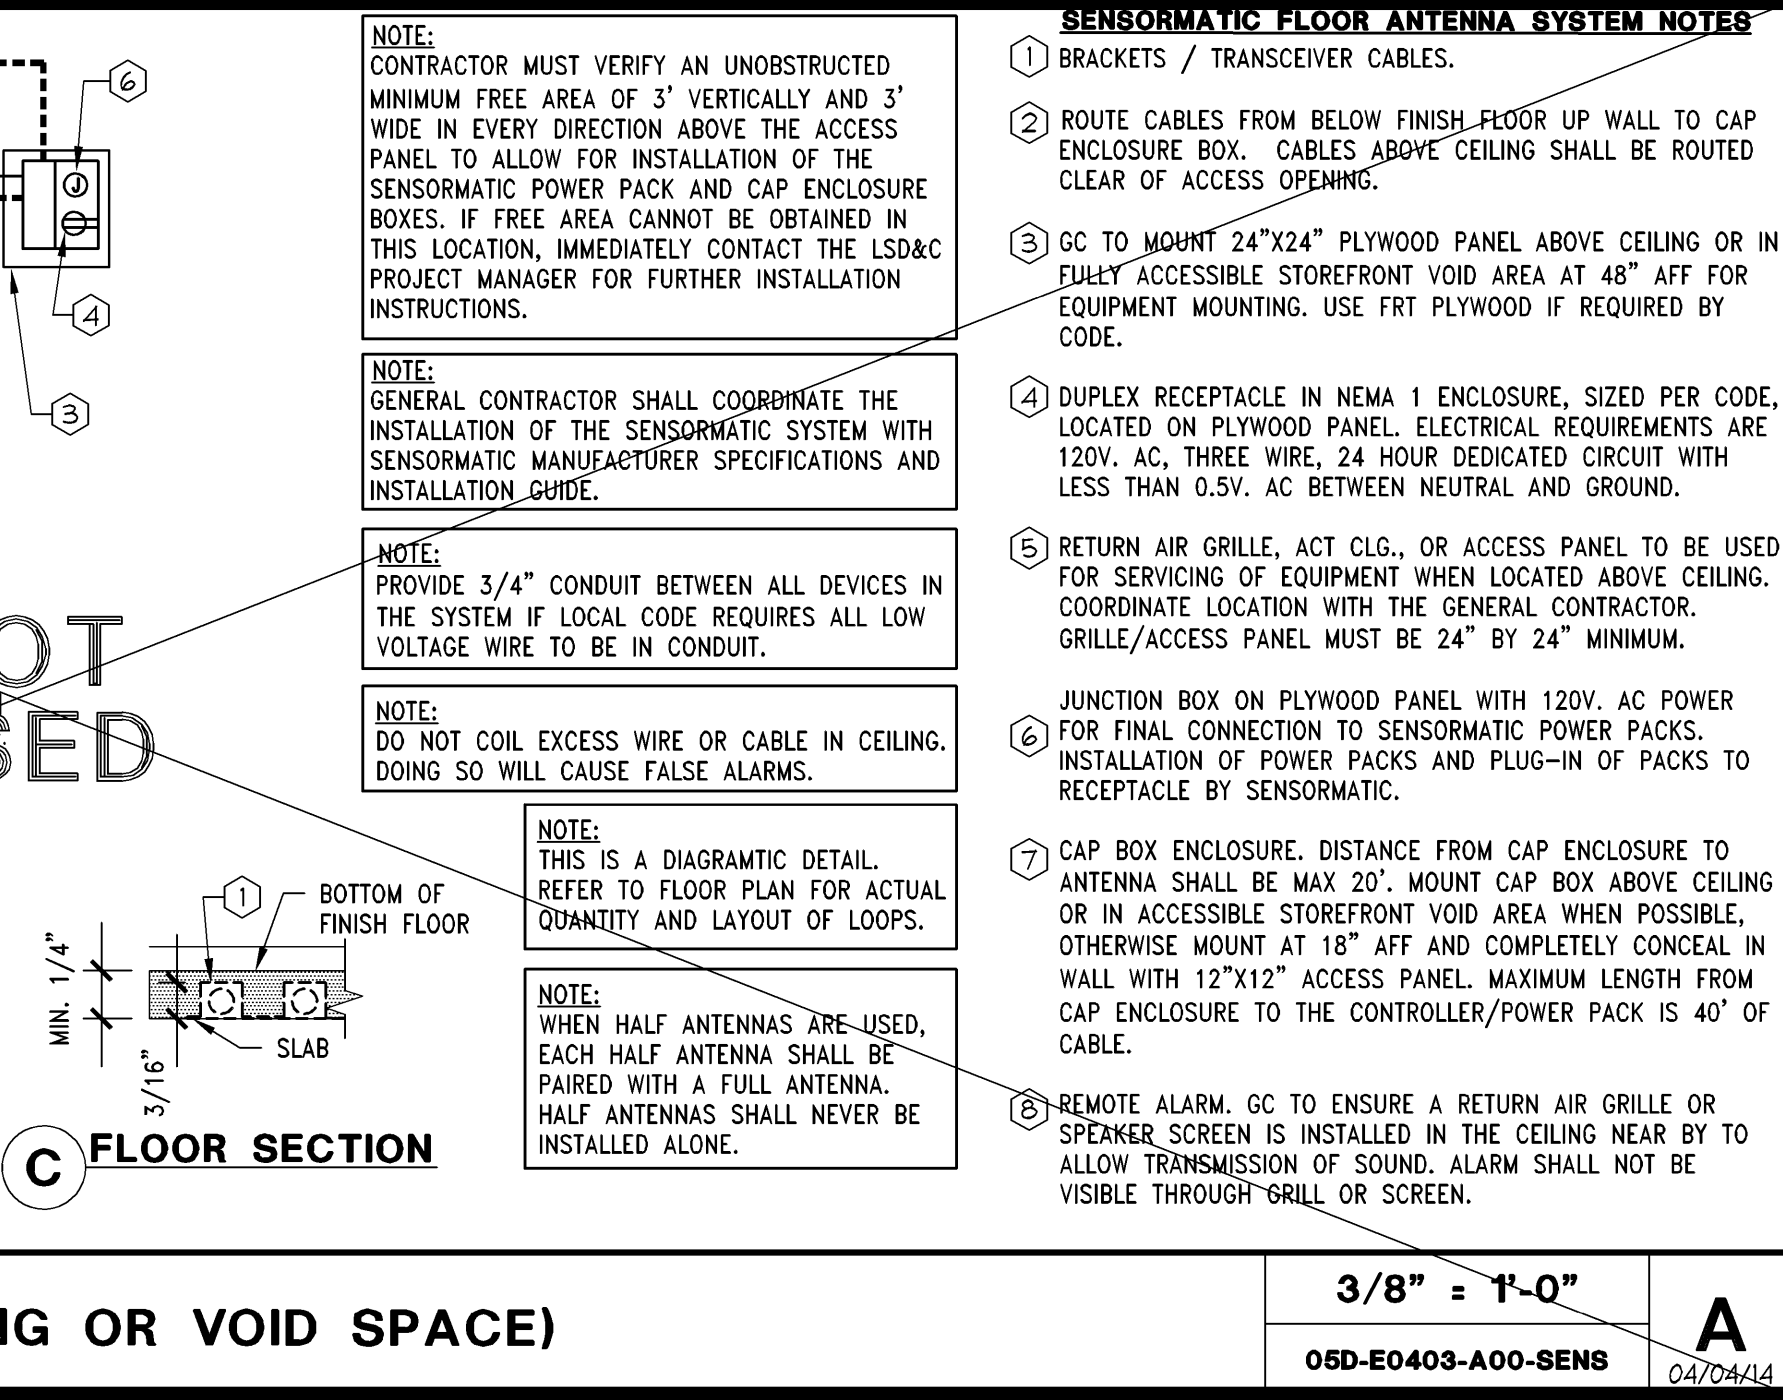 6
J
4
3
OT
SED
NOTE:
CONTRACTOR MUST VERIFY AN UNOBSTRUCTED
MINIMUM FREE AREA OF 3' VERTICALLY AND 3'
WIDE IN EVERY DIRECTION ABOVE THE ACCESS
PANEL TO ALLOW FOR INSTALLATION OF THE
SENSORMATIC POWER PACK AND CAP ENCLOSURE
BOXES. IF FREE AREA CANNOT BE OBTAINED IN
THIS LOCATION, IMMEDIATELY CONTACT THE LSD&C
PROJECT MANAGER FOR FURTHER INSTALLATION
INSTRUCTIONS.
NOTE:
GENERAL CONTRACTOR SHALL COORDINATE THE
INSTALLATION OF THE SENSORMATIC SYSTEM WITH
SENSORMATIC MANUFACTURER SPECIFICATIONS AND
INSTALLATION GUIDE.
NOTE:
PROVIDE 3/4" CONDUIT BETWEEN ALL DEVICES IN
THE SYSTEM IF LOCAL CODE REQUIRES ALL LOW
VOLTAGE WIRE TO BE IN CONDUIT.
NOTE:
DO NOT COIL EXCESS WIRE OR CABLE IN CEILING.
DOING SO WILL CAUSE FALSE ALARMS.
NOTE:
THIS IS A DIAGRAMTIC DETAIL.
REFER TO FLOOR PLAN FOR ACTUAL
QUANTITY AND LAYOUT OF LOOPS.
NOTE:
WHEN HALF ANTENNAS ARE USED,
EACH HALF ANTENNA SHALL BE
PAIRED WITH A FULL ANTENNA.
HALF ANTENNAS SHALL NEVER BE
INSTALLED ALONE.
1
BOTTOM OF
FINISH FLOOR
MIN. 1/4"
3/16"
SLAB
C FLOOR SECTION
SENSORMATIC FLOOR ANTENNA SYSTEM NOTES
1 BRACKETS / TRANSCEIVER CABLES.
2 ROUTE CABLES FROM BELOW FINISH FLOOR UP WALL TO CAP
ENCLOSURE BOX. CABLES ABOVE CEILING SHALL BE ROUTED
CLEAR OF ACCESS OPENING.
3 GC TO MOUNT 24"X24" PLYWOOD PANEL ABOVE CEILING OR IN
FULLY ACCESSIBLE STOREFRONT VOID AREA AT 48" AFF FOR
EQUIPMENT MOUNTING. USE FRT PLYWOOD IF REQUIRED BY
CODE.
4 DUPLEX RECEPTACLE IN NEMA 1 ENCLOSURE, SIZED PER CODE,
LOCATED ON PLYWOOD PANEL. ELECTRICAL REQUIREMENTS ARE
120V. AC, THREE WIRE, 24 HOUR DEDICATED CIRCUIT WITH
LESS THAN 0.5V. AC BETWEEN NEUTRAL AND GROUND.
5 RETURN AIR GRILLE, ACT CLG., OR ACCESS PANEL TO BE USED
FOR SERVICING OF EQUIPMENT WHEN LOCATED ABOVE CEILING.
COORDINATE LOCATION WITH THE GENERAL CONTRACTOR.
GRILLE/ACCESS PANEL MUST BE 24" BY 24" MINIMUM.
JUNCTION BOX ON PLYWOOD PANEL WITH 120V. AC POWER
6 FOR FINAL CONNECTION TO SENSORMATIC POWER PACKS.
INSTALLATION OF POWER PACKS AND PLUG-IN OF PACKS TO
RECEPTACLE BY SENSORMATIC.
7 CAP BOX ENCLOSURE. DISTANCE FROM CAP ENCLOSURE TO
ANTENNA SHALL BE MAX 20'. MOUNT CAP BOX ABOVE CEILING
OR IN ACCESSIBLE STOREFRONT VOID AREA WHEN POSSIBLE,
OTHERWISE MOUNT AT 18" AFF AND COMPLETELY CONCEAL IN
WALL WITH 12"X12" ACCESS PANEL. MAXIMUM LENGTH FROM
CAP ENCLOSURE TO THE CONTROLLER/POWER PACK IS 40' OF
CABLE.
8 REMOTE ALARM. GC TO ENSURE A RETURN AIR GRILLE OR
SPEAKER SCREEN IS INSTALLED IN THE CEILING NEAR BY TO
ALLOW TRANSMISSION OF SOUND. ALARM SHALL NOT BE
VISIBLE THROUGH GRILL OR SCREEN.
NG OR VOID SPACE)
3/8" = 1'-0"
05D-E0403-A00-SENS
A
04/04/14